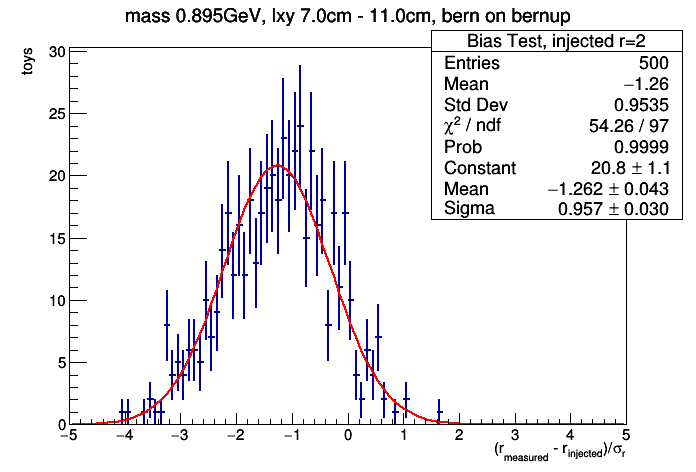 mass 0.895GeV, lxy 7.0cm - 11.0cm, bern on bernup
Bias Test, injected r=2
Entries 500
Mean −1.26
Std Dev 0.9535
χ² / ndf 54.26 / 97
Prob 0.9999
Constant 20.8 ± 1.1
Mean −1.262 ± 0.043
Sigma 0.957 ± 0.030
toys
30
25
20
15
10
5
0
−5 −4 −3 −2 −1 0 1 2 3 4 5
(r_measured - r_injected)/σ_r